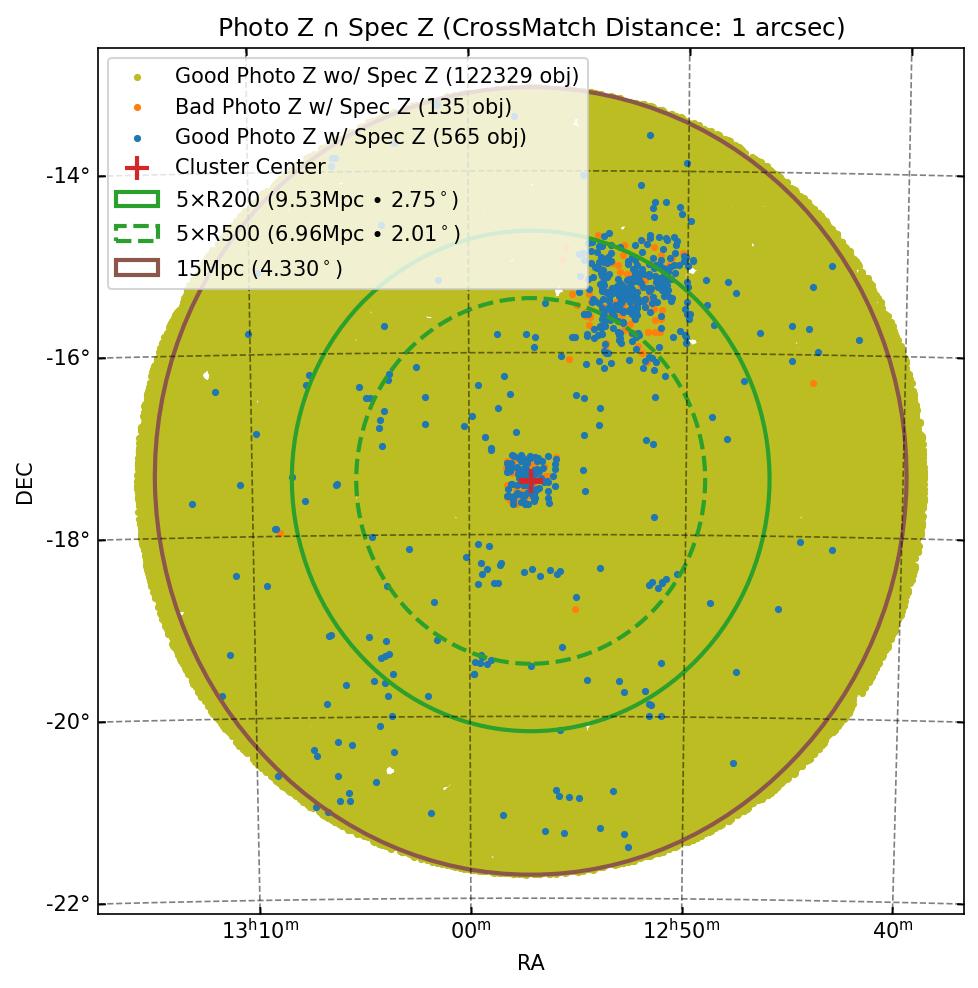 Photo Z ∩ Spec Z (CrossMatch Distance: 1 arcsec)
Good Photo Z wo/ Spec Z (122329 obj)
Bad Photo Z w/ Spec Z (135 obj)
Good Photo Z w/ Spec Z (565 obj)
Cluster Center
5×R200 (9.53Mpc • 2.75°)
5×R500 (6.96Mpc • 2.01°)
15Mpc (4.330°)
-14°
-16°
-18°
-20°
-22°
DEC
13ʰ10ᵐ 00ᵐ 12ʰ50ᵐ 40ᵐ
RA